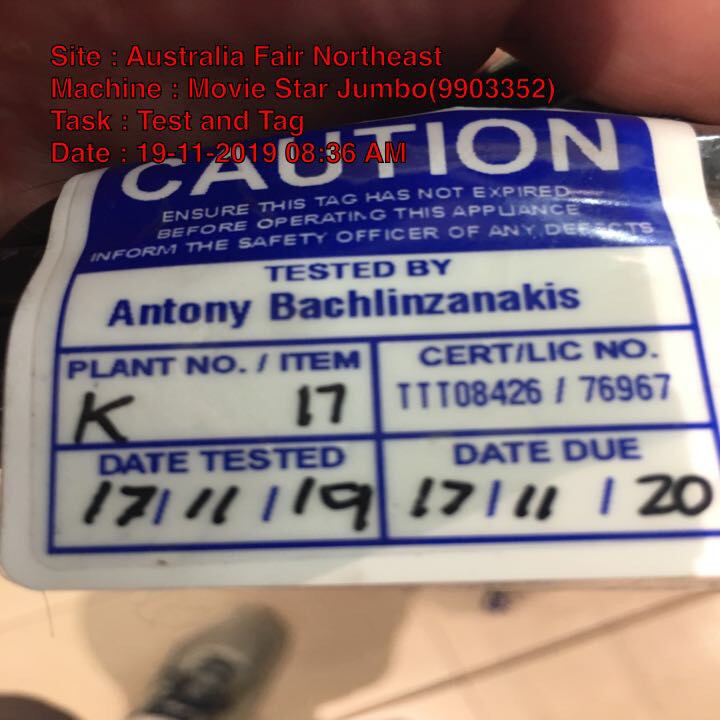 Site : Australia Fair Northeast
Machine : Movie Star Jumbo(9903352)
Task : Test and Tag
Date : 19-11-2019 08:36 AM
CAUTION
ENSURE THIS TAG HAS NOT EXPIRED
BEFORE OPERATING THIS APPLIANCE
INFORM THE SAFETY OFFICER OF ANY DEFECTS
TESTED BY
Antony Bachlinzanakis
PLANT NO. / ITEM
K 17
CERT/LIC NO.
TTT08426 / 76967
DATE TESTED
17/ 11 / 19
DATE DUE
17/ 11 / 20